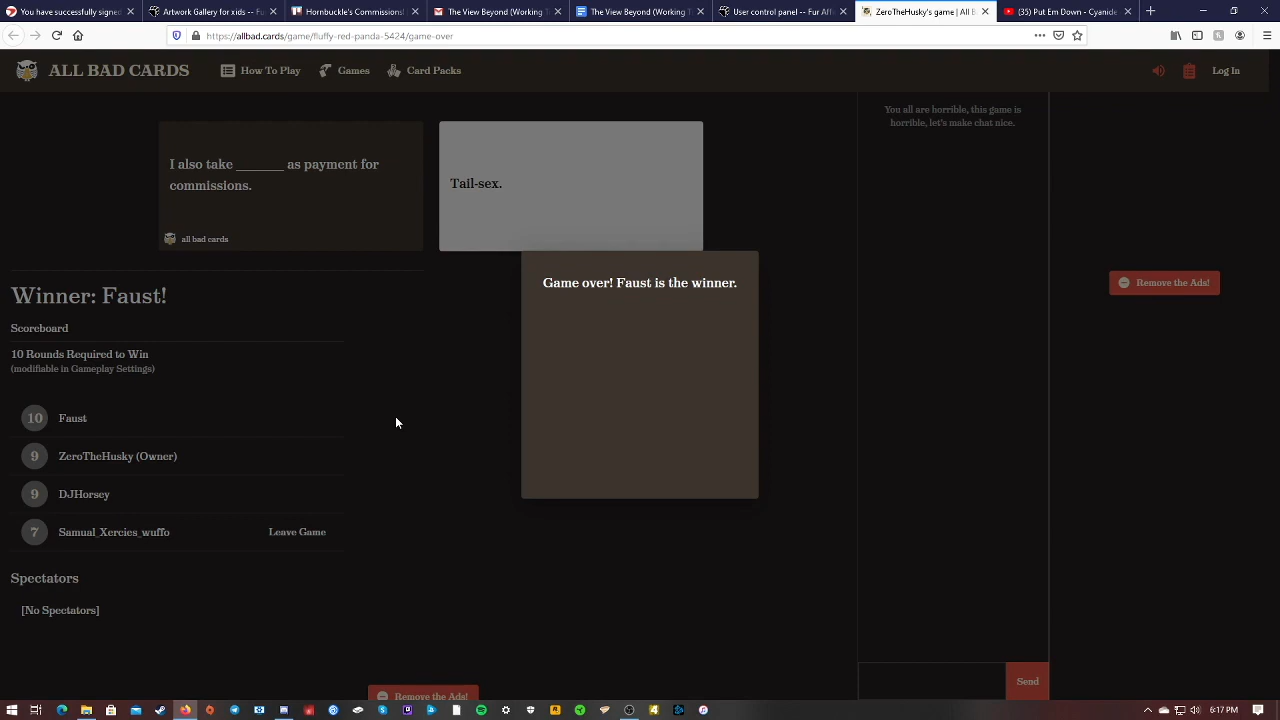 You have successfully signed
Artwork Gallery for kids -- Fu
Hornbuckle's Commissions!
The View Beyond (Working T
The View Beyond (Working T
User control panel -- Fur Affe
ZeroTheHusky's game | All B
(35) Put Em Down - Cyanide
https://allbad.cards/game/fluffy-red-panda-5424/game-over
ALL BAD CARDS
How To Play
Games
Card Packs
Log In
You all are horrible, this game is
horrible, let's make chat nice.
I also take _______ as payment for
commissions.
all bad cards
Tail-sex.
Game over! Faust is the winner.
Remove the Ads!
Winner: Faust!
Scoreboard
10 Rounds Required to Win
(modifiable in Gameplay Settings)
10 Faust
9 ZeroTheHusky (Owner)
9 DJHorsey
7 Samual_Xercies_wuffo Leave Game
Spectators
[No Spectators]
Remove the Ads!
Send
6:17 PM